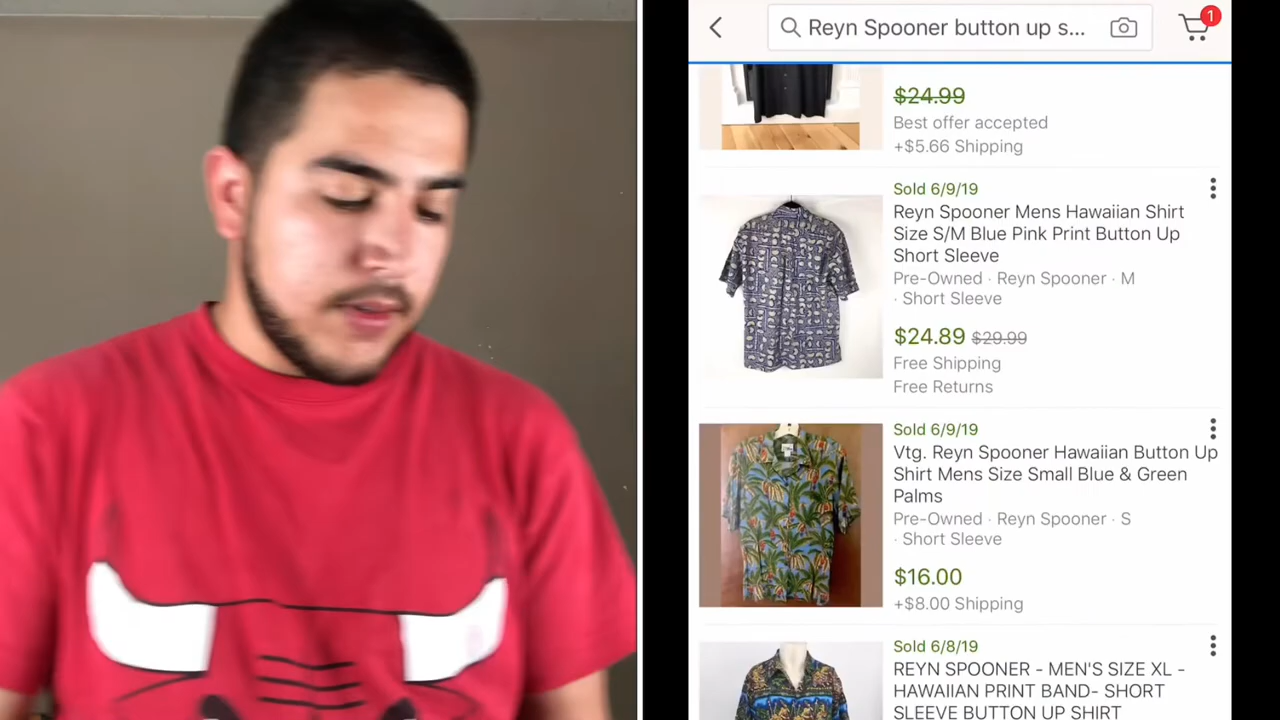 Reyn Spooner button up s...
1
$24.99
Best offer accepted
+$5.66 Shipping
Sold 6/9/19
Reyn Spooner Mens Hawaiian Shirt
Size S/M Blue Pink Print Button Up
Short Sleeve
Pre-Owned · Reyn Spooner · M
· Short Sleeve
$24.89 $29.99
Free Shipping
Free Returns
Sold 6/9/19
Vtg. Reyn Spooner Hawaiian Button Up
Shirt Mens Size Small Blue & Green
Palms
Pre-Owned · Reyn Spooner · S
· Short Sleeve
$16.00
+$8.00 Shipping
Sold 6/8/19
REYN SPOONER - MEN'S SIZE XL -
HAWAIIAN PRINT BAND- SHORT
SLEEVE BUTTON UP SHIRT